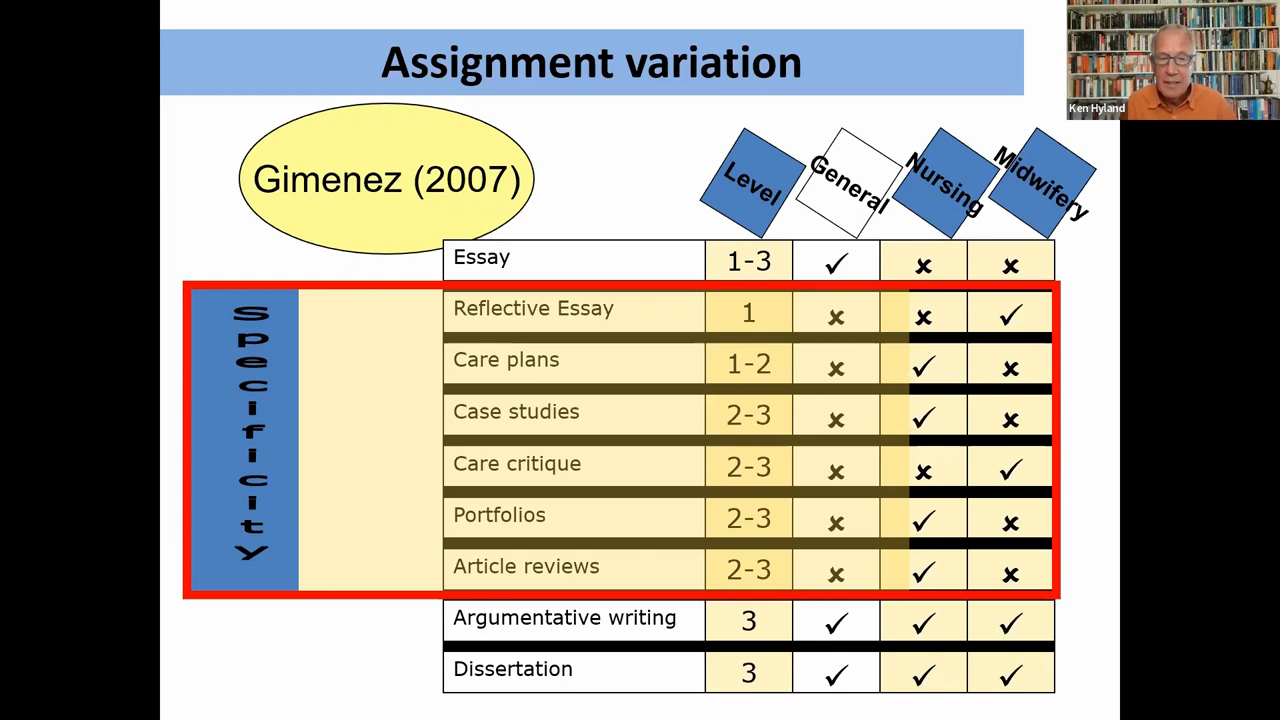 Assignment variation
Ken Hyland
Gimenez (2007)
Level General Nursing Midwifery
Essay 1-3 ✓ ✗ ✗
Specificity
Reflective Essay 1 ✗ ✗ ✓
Care plans 1-2 ✗ ✓ ✗
Case studies 2-3 ✗ ✓ ✗
Care critique 2-3 ✗ ✗ ✓
Portfolios 2-3 ✗ ✓ ✗
Article reviews 2-3 ✗ ✓ ✗
Argumentative writing 3 ✓ ✓ ✓
Dissertation 3 ✓ ✓ ✓